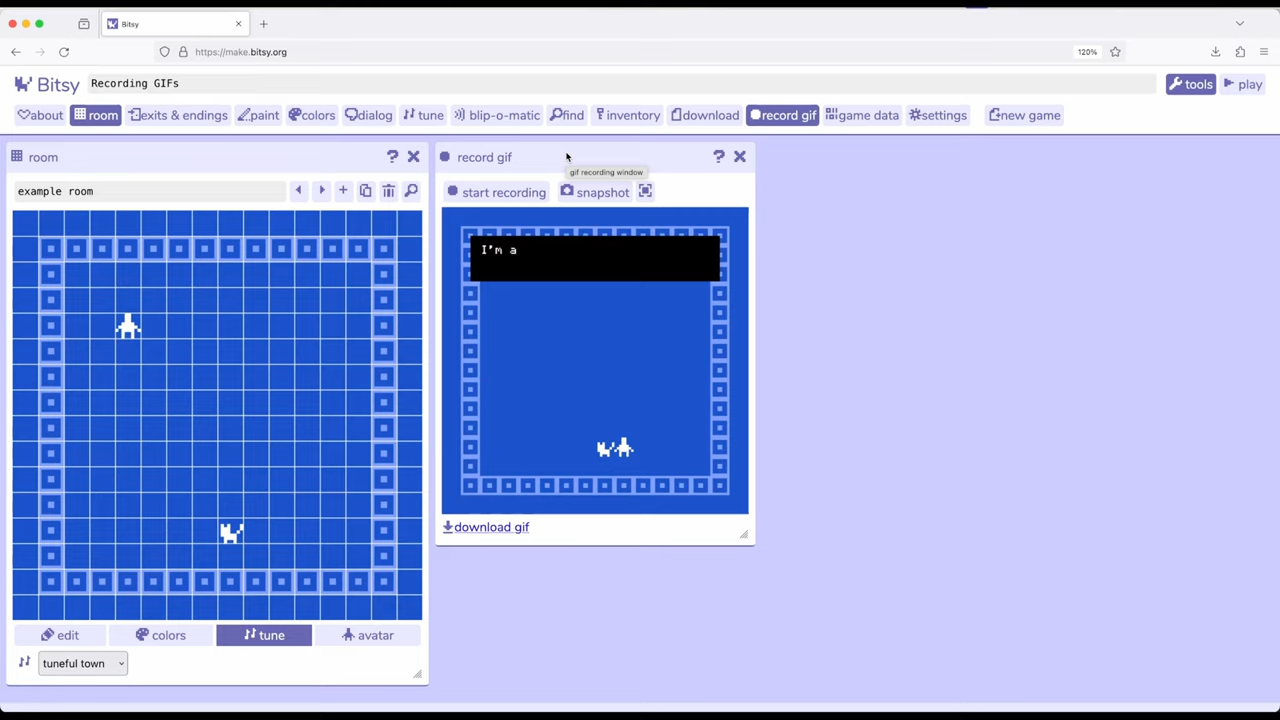 Bitsy
https://make.bitsy.org
120%
Bitsy
Recording GIFs
tools
play
about
room
exits & endings
paint
colors
dialog
tune
blip-o-matic
find
inventory
download
record gif
game data
settings
new game
room
?
example room
edit
colors
tune
avatar
tuneful town
record gif
?
gif recording window
start recording
snapshot
I'm a
download gif